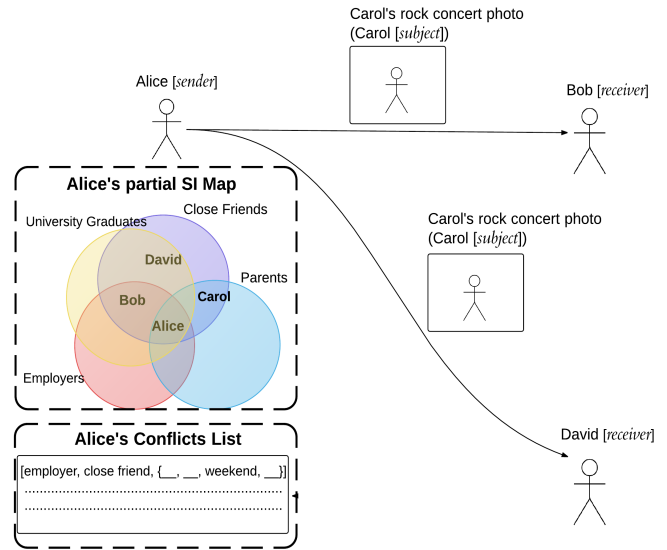 Carol's rock concert photo
(Carol [subject])
Alice [sender]
Bob [receiver]
Alice's partial SI Map
University Graduates
Close Friends
David
Parents
Bob
Carol
Alice
Employers
Carol's rock concert photo
(Carol [subject])
David [receiver]
Alice's Conflicts List
[employer, close friend, {__, __, weekend, __}]